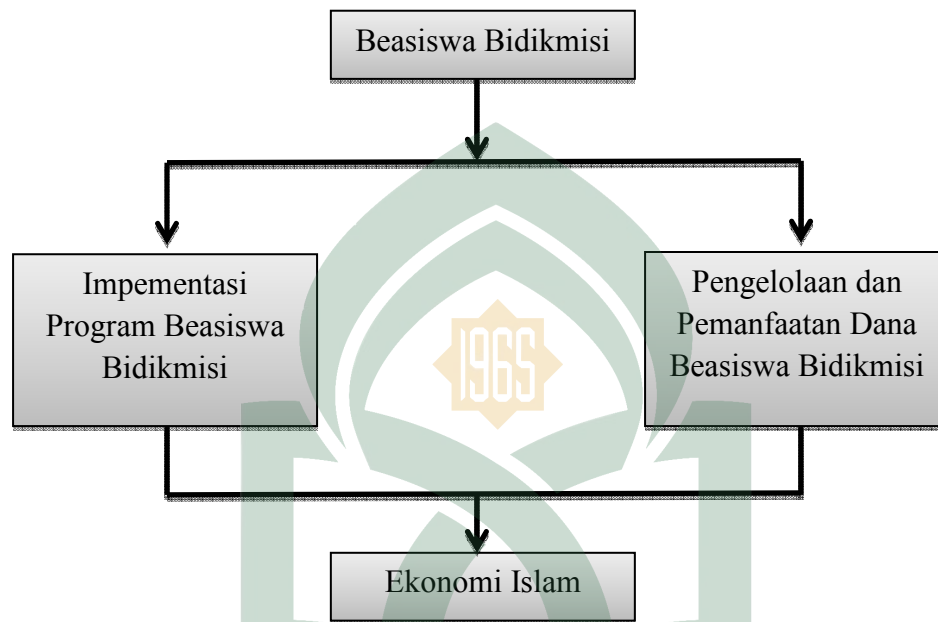 Beasiswa Bidikmisi
Impementasi
Program Beasiswa
Bidikmisi
Pengelolaan dan
Pemanfaatan Dana
Beasiswa Bidikmisi
1965
Ekonomi Islam